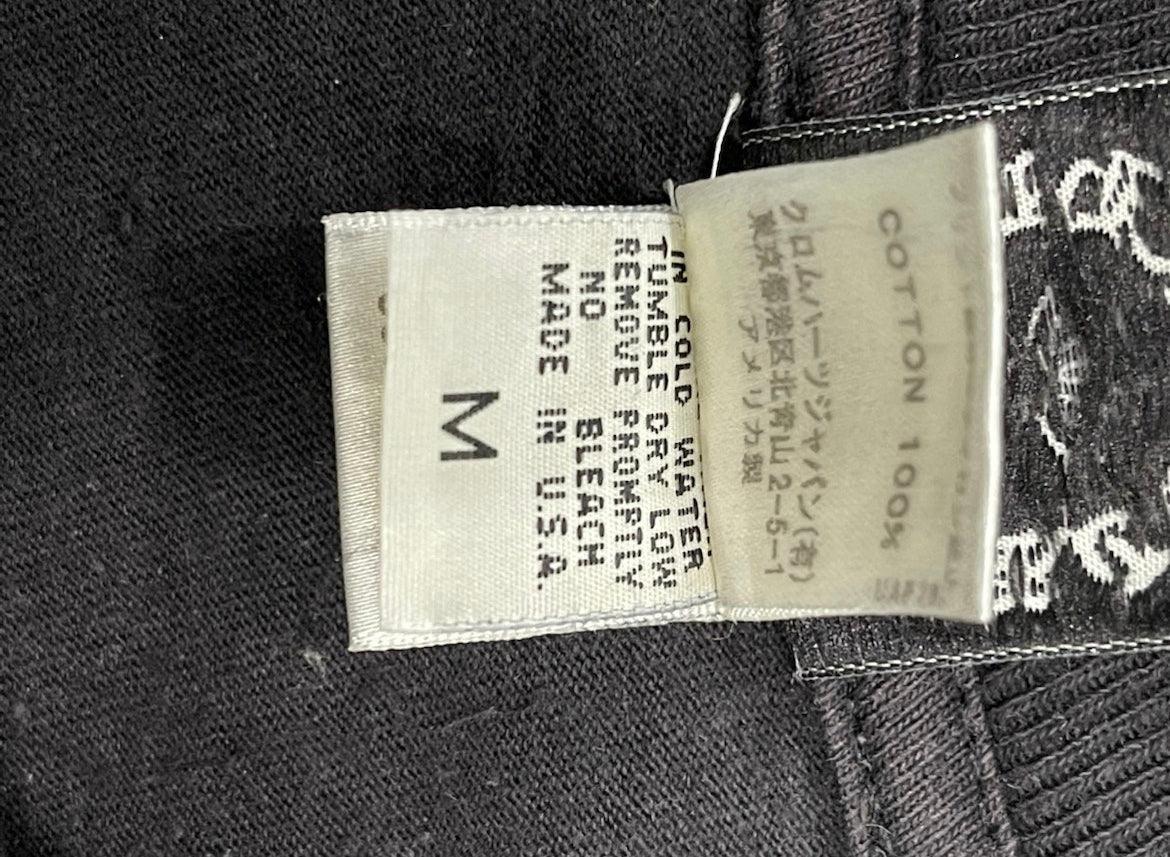 COTTON 100%
クロムハーツジャパン(有)
東京都港区北青山2-5-1
アメリカ製
IN COLD WATER
TUMBLE DRY LOW
REMOVE PROMPTLY
NO BLEACH
MADE IN U.S.A.
M